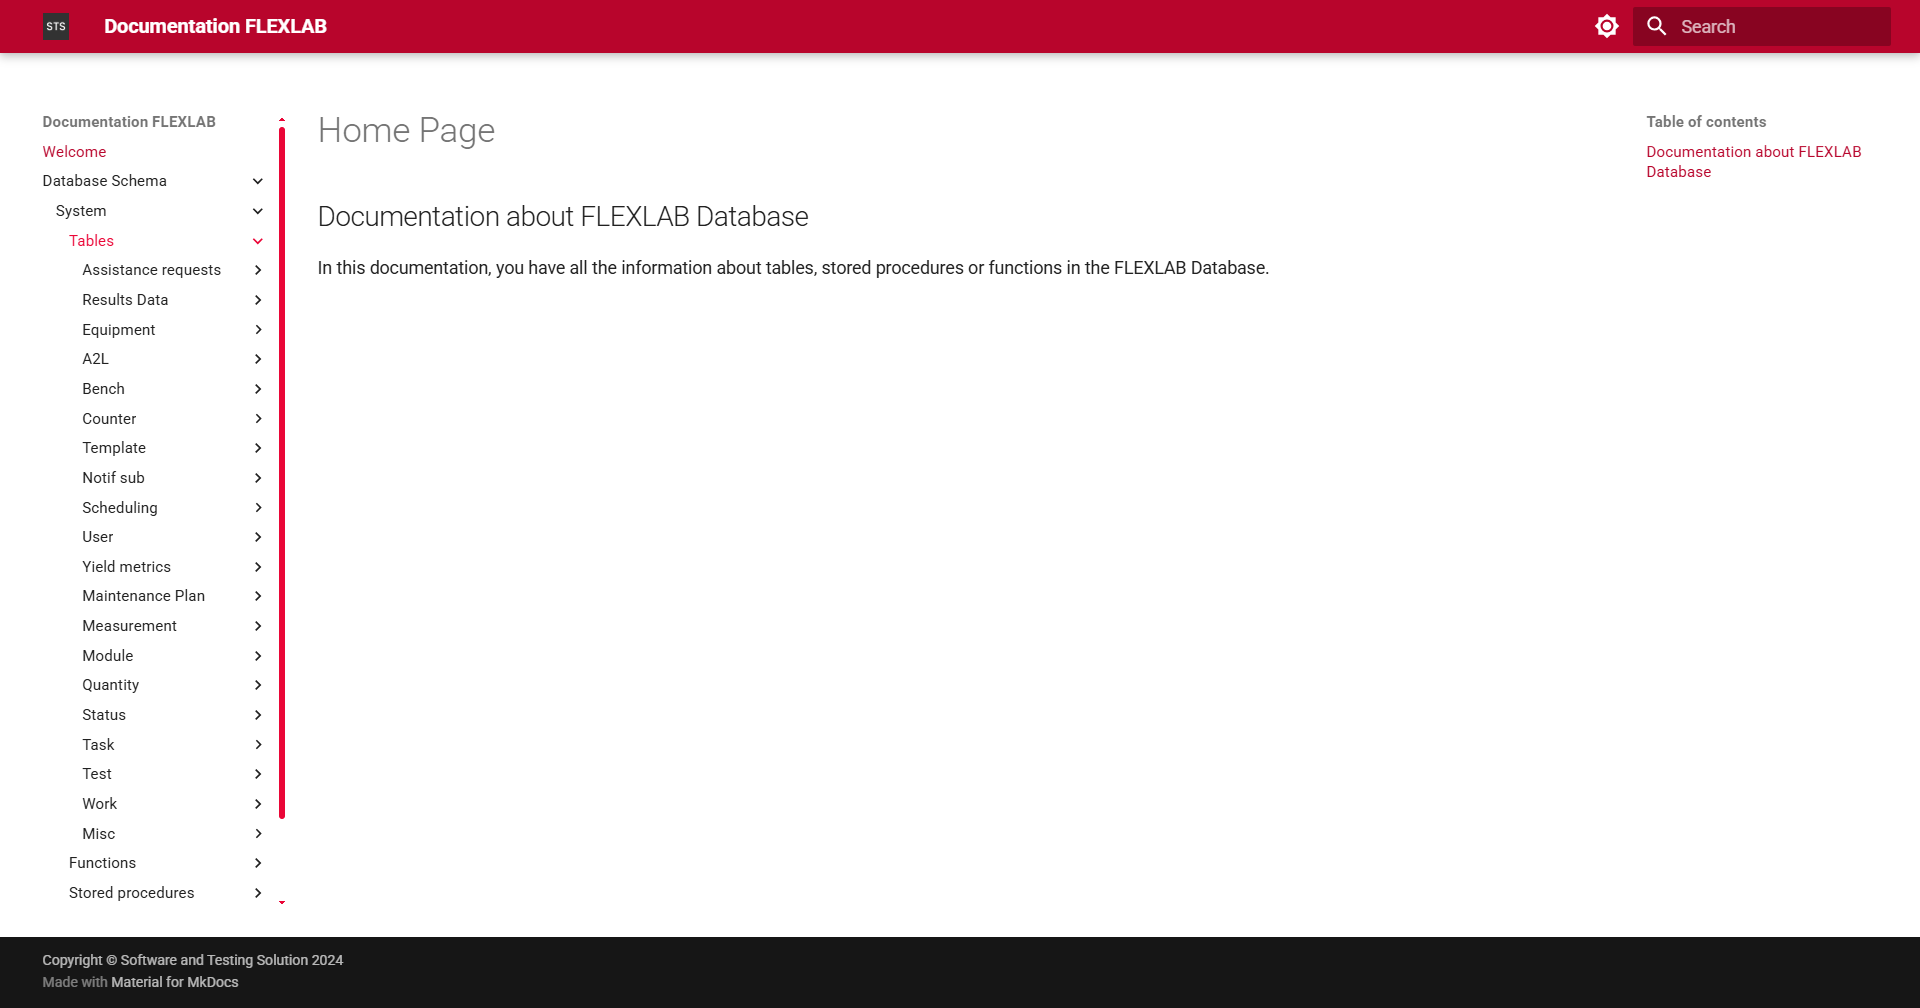 STS
Documentation FLEXLAB
Search
Documentation FLEXLAB
Welcome
Database Schema
System
Tables
Assistance requests
Results Data
Equipment
A2L
Bench
Counter
Template
Notif sub
Scheduling
User
Yield metrics
Maintenance Plan
Measurement
Module
Quantity
Status
Task
Test
Work
Misc
Functions
Stored procedures
Home Page
Documentation about FLEXLAB Database
In this documentation, you have all the information about tables, stored procedures or functions in the FLEXLAB Database.
Table of contents
Documentation about FLEXLAB
Database
Copyright © Software and Testing Solution 2024
Made with Material for MkDocs